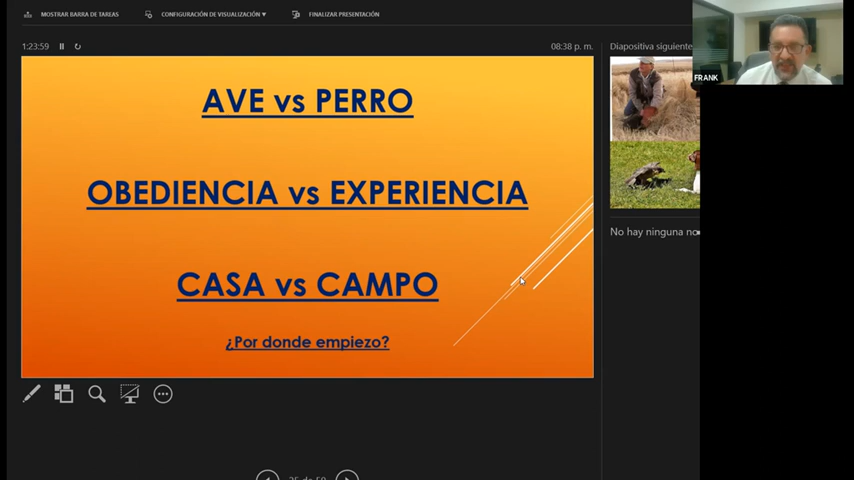 MOSTRAR BARRA DE TAREAS
CONFIGURACIÓN DE VISUALIZACIÓN ▼
FINALIZAR PRESENTACIÓN
1:23:59
08:38 p. m.
Diapositiva siguiente
FRANK
AVE vs PERRO
OBEDIENCIA vs EXPERIENCIA
CASA vs CAMPO
¿Por donde empiezo?
No hay ninguna no